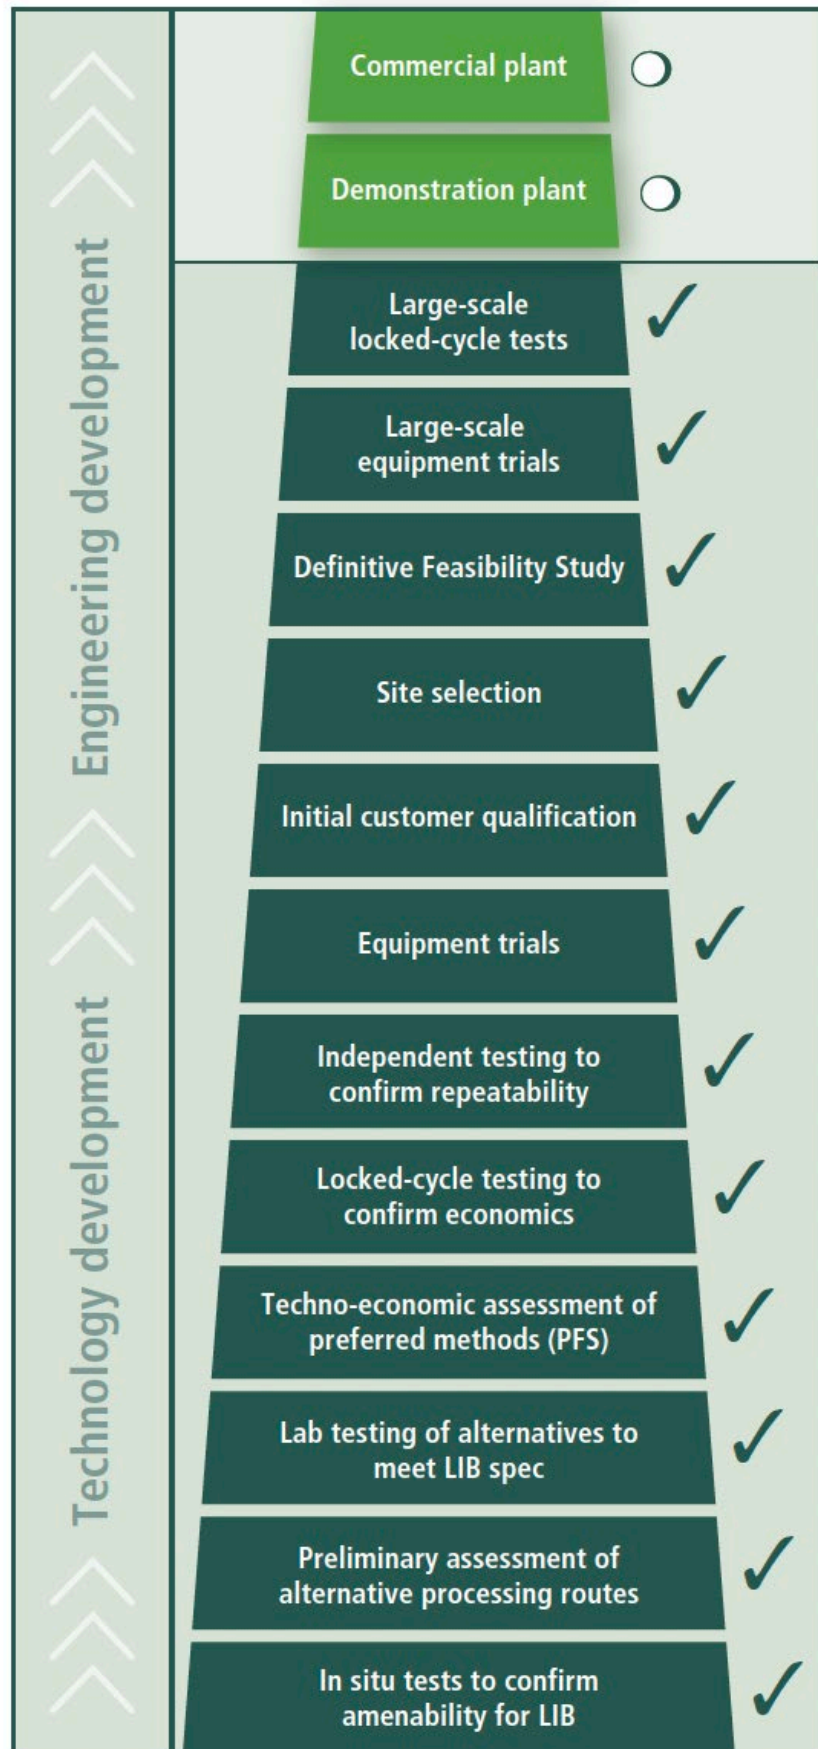 Commercial plant
Demonstration plant
Large-scale
locked-cycle tests
Large-scale
equipment trials
Definitive Feasibility Study
Site selection
Initial customer qualification
Equipment trials
Independent testing to
confirm repeatability
Locked-cycle testing to
confirm economics
Techno-economic assessment of
preferred methods (PFS)
Lab testing of alternatives to
meet LIB spec
Preliminary assessment of
alternative processing routes
In situ tests to confirm
amenability for LIB
Engineering development
Technology development